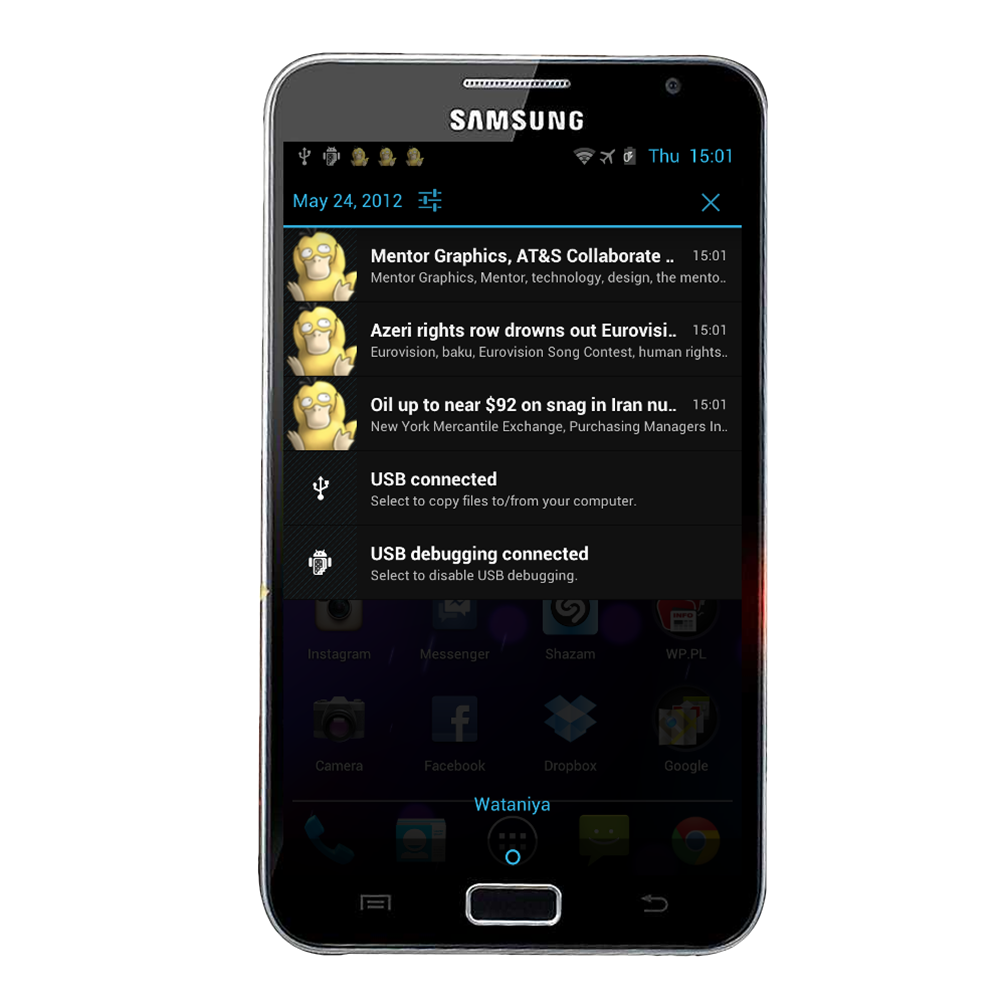 SAMSUNG
Thu 15:01
May 24, 2012
Mentor Graphics, AT&S Collaborate .. 15:01
Mentor Graphics, Mentor, technology, design, the mento..
Azeri rights row drowns out Eurovisi.. 15:01
Eurovision, baku, Eurovision Song Contest, human rights..
Oil up to near $92 on snag in Iran nu.. 15:01
New York Mercantile Exchange, Purchasing Managers In..
USB connected
Select to copy files to/from your computer.
USB debugging connected
Select to disable USB debugging.
INFO
Instagram Messenger Shazam WP.PL
f
Camera Facebook Dropbox Google
Wataniya